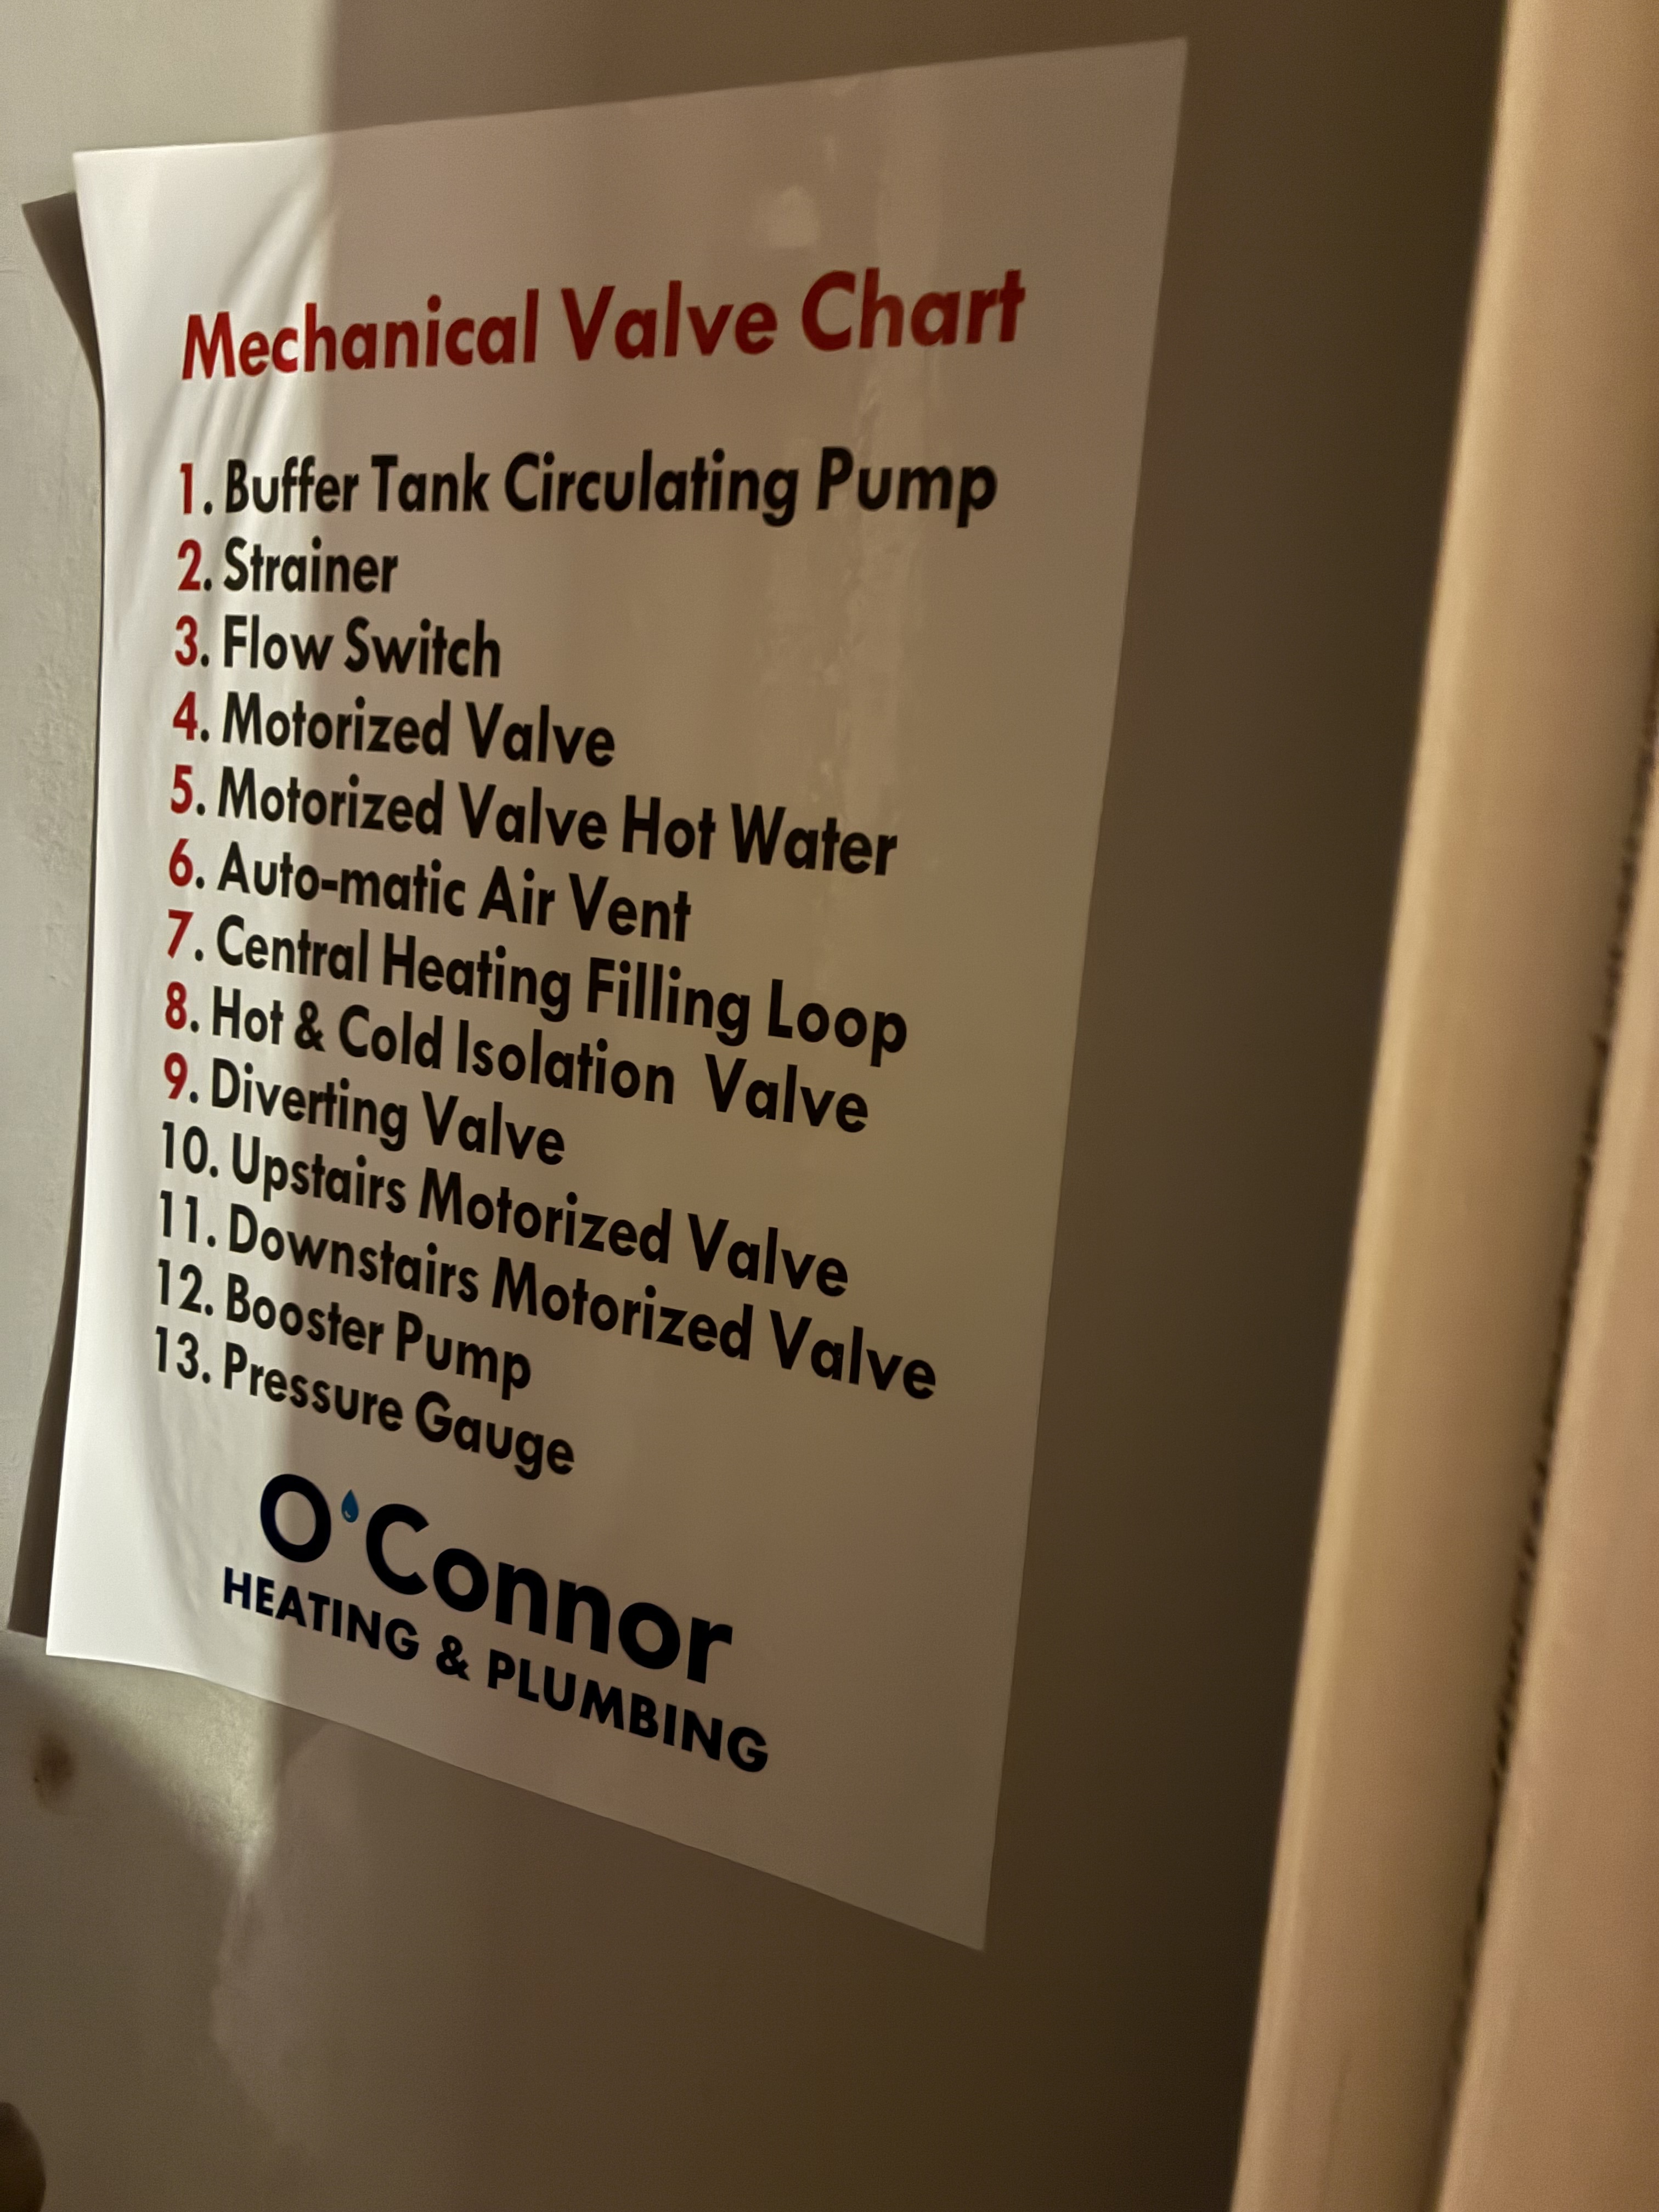 Mechanical Valve Chart
1. Buffer Tank Circulating Pump
2. Strainer
3. Flow Switch
4. Motorized Valve
5. Motorized Valve Hot Water
6. Auto-matic Air Vent
7. Central Heating Filling Loop
8. Hot & Cold Isolation Valve
9. Diverting Valve
10. Upstairs Motorized Valve
11. Downstairs Motorized Valve
12. Booster Pump
13. Pressure Gauge
O'Connor
HEATING & PLUMBING